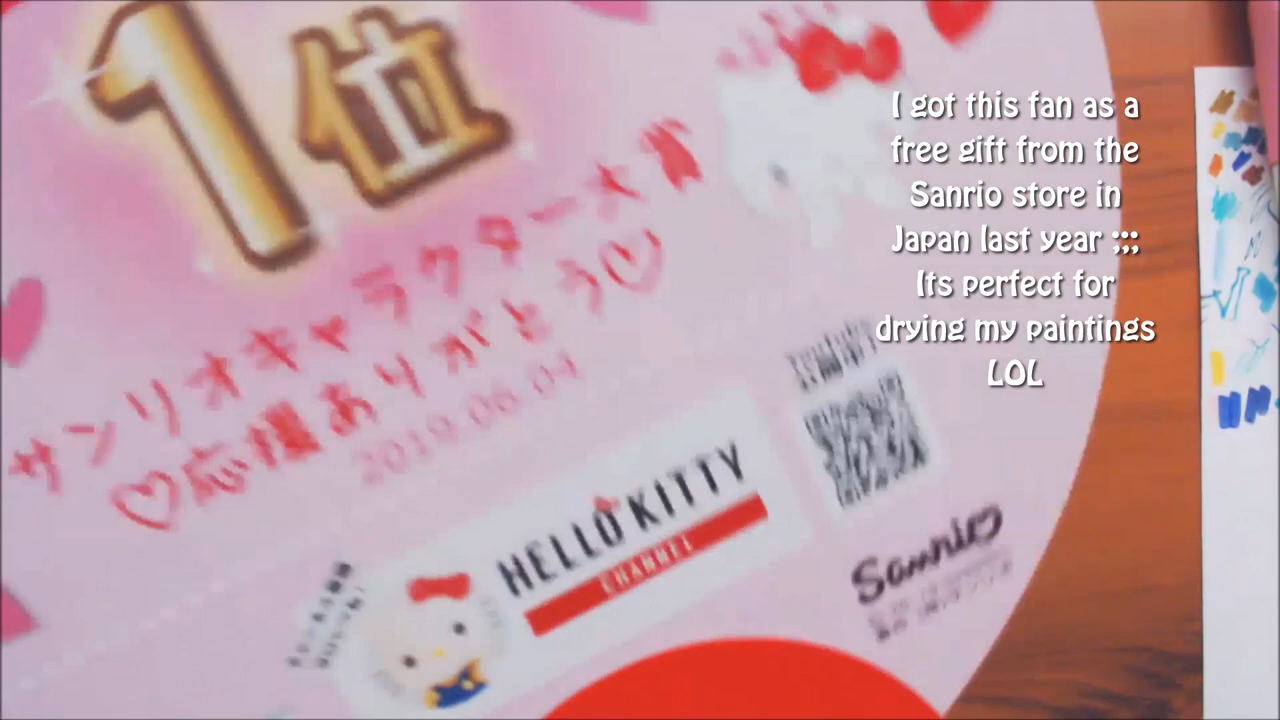 1位
サンリオキャラクター大賞
♡応援ありがとう♡
2019.06.04
HELLO KITTY
CHANNEL
Sanrio
I got this fan as a
free gift from the
Sanrio store in
Japan last year ;;;
Its perfect for
drying my paintings
LOL